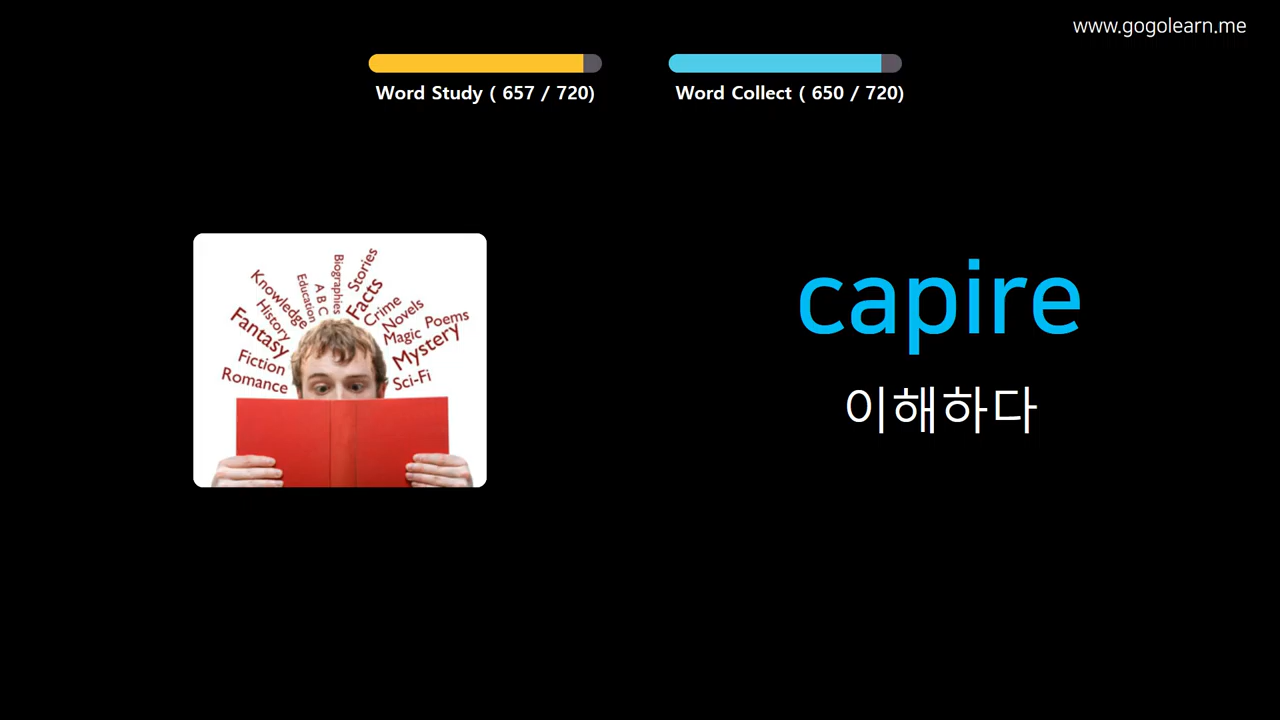 www.gogolearn.me
Word Study ( 657 / 720)
Word Collect ( 650 / 720)
Stories
Biographies
Facts
A B C
Education
Knowledge
Crime
History
Novels
Poems
Fantasy
Magic
Mystery
Fiction
Sci-Fi
Romance
capire
이해하다